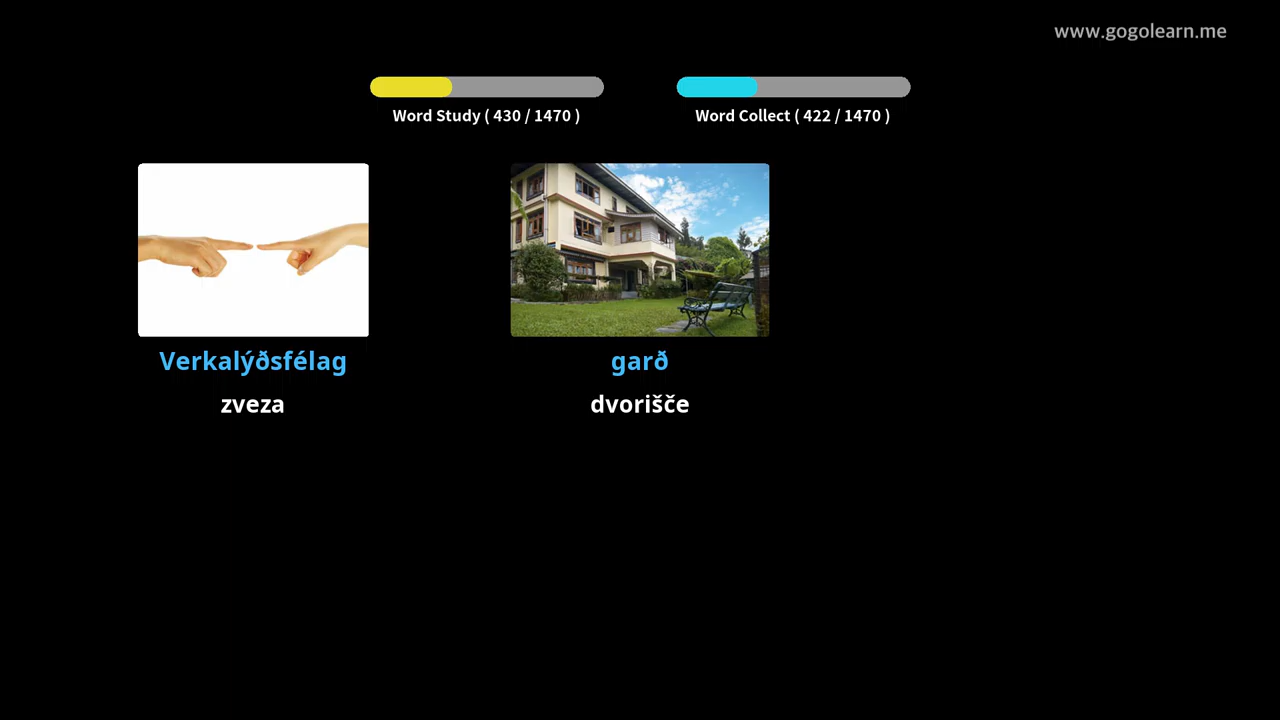 www.gogolearn.me
Word Study ( 430 / 1470 )
Word Collect ( 422 / 1470 )
Verkalýðsfélag
garð
zveza
dvorišče